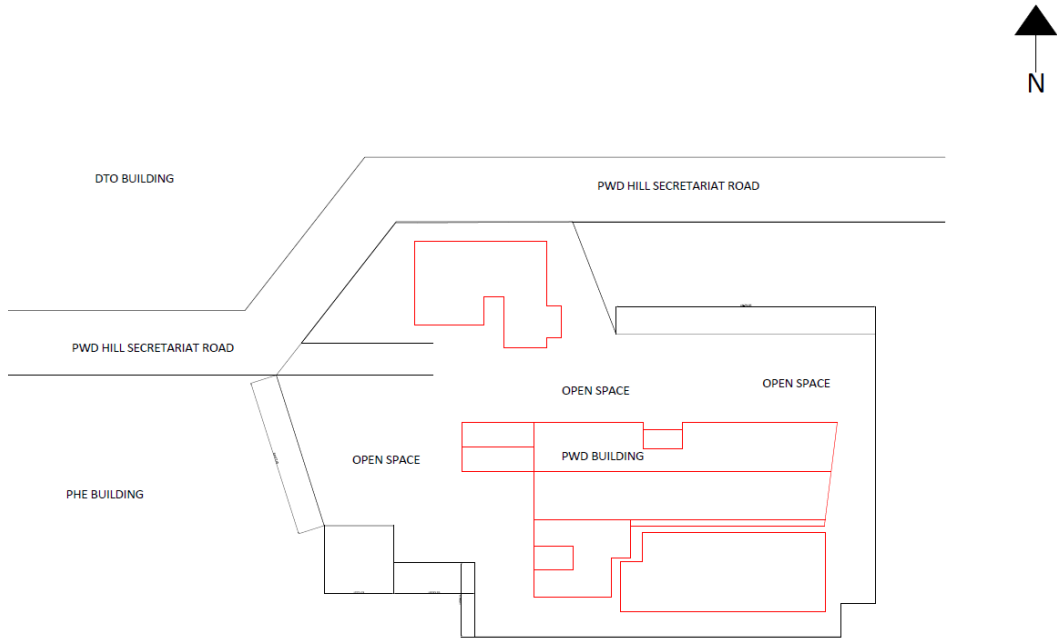 N
DTO BUILDING
PWD HILL SECRETARIAT ROAD
PWD HILL SECRETARIAT ROAD
OPEN SPACE
OPEN SPACE
OPEN SPACE
PWD BUILDING
PHE BUILDING